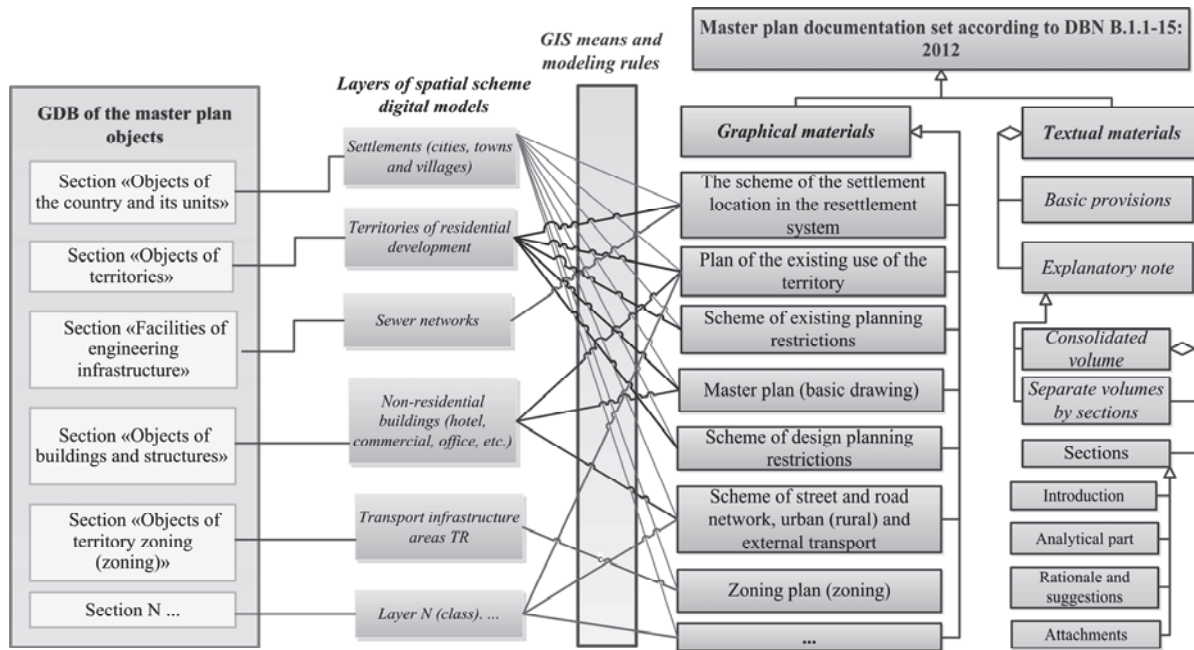 GDB of the master plan
objects
Section «Objects of
the country and its units»
Section «Objects of
territories»
Section «Facilities of
engineering
infrastructure»
Section «Objects of
buildings and structures»
Section «Objects of
territory zoning
(zoning)»
Section N ...
Layers of spatial scheme
digital models
Settlements (cities, towns
and villages)
Territories of residential
development
Sewer networks
Non-residential
buildings (hotel,
commercial, office, etc.)
Transport infrastructure
areas TR
Layer N (class). ...
GIS means and
modeling rules
Master plan documentation set according to DBN B.1.1-15:
2012
Graphical materials
The scheme of the settlement
location in the resettlement
system
Plan of the existing use of the
territory
Scheme of existing planning
restrictions
Master plan (basic drawing)
Scheme of design planning
restrictions
Scheme of street and road
network, urban (rural) and
external transport
Zoning plan (zoning)
...
Textual materials
Basic provisions
Explanatory note
Consolidated
volume
Separate volumes
by sections
Sections
Introduction
Analytical part
Rationale and
suggestions
Attachments